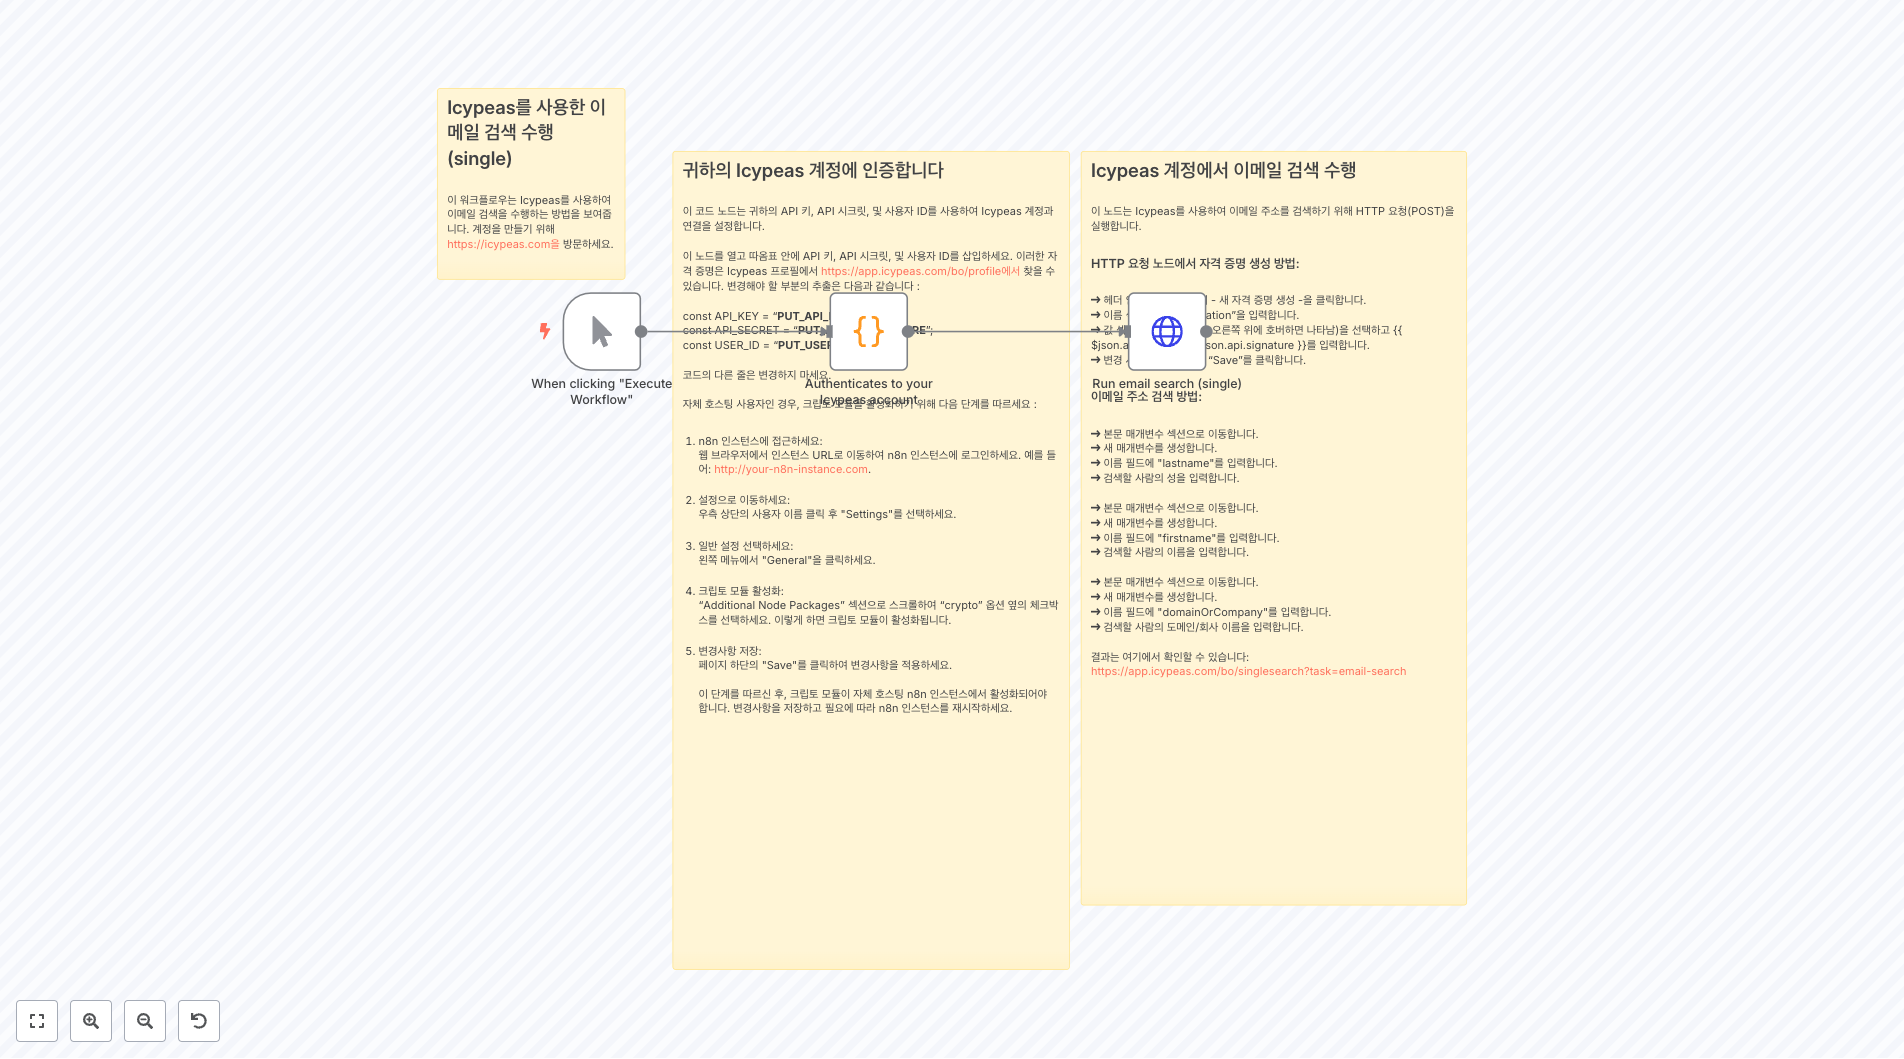 Icypeas를 사용한 이
메일 검색 수행
(single)
이 워크플로우는 Icypeas를 사용하여
이메일 검색을 수행하는 방법을 보여줍
니다. 계정을 만들기 위해
https://icypeas.com을 방문하세요.
When clicking "Execute
Workflow"
귀하의 Icypeas 계정에 인증합니다
이 코드 노드는 귀하의 API 키, API 시크릿, 및 사용자 ID를 사용하여 Icypeas 계정과
연결을 설정합니다.
이 노드를 열고 따옴표 안에 API 키, API 시크릿, 및 사용자 ID를 삽입하세요. 이러한 자
격 증명은 Icypeas 프로필에서 https://app.icypeas.com/bo/profile에서 찾을 수
있습니다. 변경해야 할 부분의 추출은 다음과 같습니다 :
const API_KEY = “PUT_API_
const API_SECRET = “PUT_ RE”;
const USER_ID = “PUT_USER
코드의 다른 줄은 변경하지 마세요.
Authenticates to your
Icypeas account
자체 호스팅 사용자인 경우, 크립토 모듈을 활성화하기 위해 다음 단계를 따르세요 :
1. n8n 인스턴스에 접근하세요:
웹 브라우저에서 인스턴스 URL로 이동하여 n8n 인스턴스에 로그인하세요. 예를 들
어: http://your-n8n-instance.com.
2. 설정으로 이동하세요:
우측 상단의 사용자 이름 클릭 후 "Settings"를 선택하세요.
3. 일반 설정 선택하세요:
왼쪽 메뉴에서 "General"을 클릭하세요.
4. 크립토 모듈 활성화:
“Additional Node Packages” 섹션으로 스크롤하여 “crypto” 옵션 옆의 체크박
스를 선택하세요. 이렇게 하면 크립토 모듈이 활성화됩니다.
5. 변경사항 저장:
페이지 하단의 "Save"를 클릭하여 변경사항을 적용하세요.
이 단계를 따르신 후, 크립토 모듈이 자체 호스팅 n8n 인스턴스에서 활성화되어야
합니다. 변경사항을 저장하고 필요에 따라 n8n 인스턴스를 재시작하세요.
Icypeas 계정에서 이메일 검색 수행
이 노드는 Icypeas를 사용하여 이메일 주소를 검색하기 위해 HTTP 요청(POST)을
실행합니다.
HTTP 요청 노드에서 자격 증명 생성 방법:
➔ 헤더 - 새 자격 증명 생성 -을 클릭합니다.
➔ 이름 ation”을 입력합니다.
➔ 값 오른쪽 위에 호버하면 나타남)을 선택하고 {{
$json.a son.api.signature }}를 입력합니다.
➔ 변경 “Save”를 클릭합니다.
Run email search (single)
이메일 주소 검색 방법:
➔ 본문 매개변수 섹션으로 이동합니다.
➔ 새 매개변수를 생성합니다.
➔ 이름 필드에 "lastname"를 입력합니다.
➔ 검색할 사람의 성을 입력합니다.
➔ 본문 매개변수 섹션으로 이동합니다.
➔ 새 매개변수를 생성합니다.
➔ 이름 필드에 "firstname"를 입력합니다.
➔ 검색할 사람의 이름을 입력합니다.
➔ 본문 매개변수 섹션으로 이동합니다.
➔ 새 매개변수를 생성합니다.
➔ 이름 필드에 "domainOrCompany"를 입력합니다.
➔ 검색할 사람의 도메인/회사 이름을 입력합니다.
결과는 여기에서 확인할 수 있습니다:
https://app.icypeas.com/bo/singlesearch?task=email-search